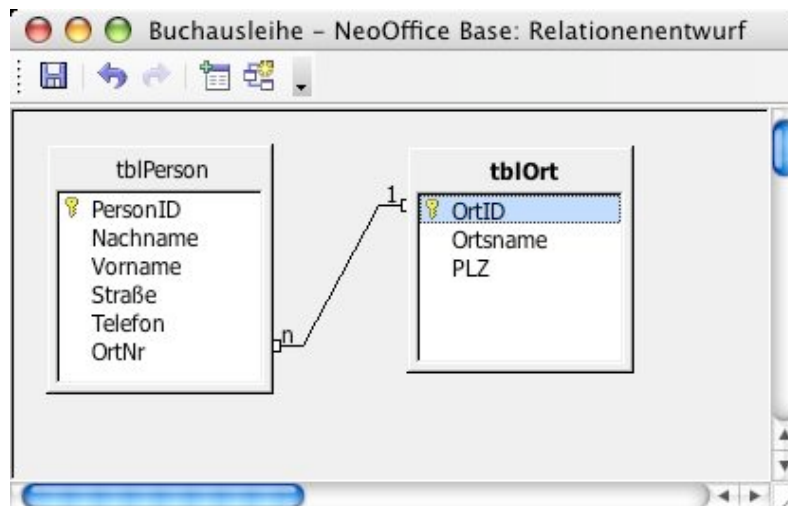 Buchausleihe – NeoOffice Base: Relationenentwurf
tblPerson
PersonID
Nachname
Vorname
Straße
Telefon
OrtNr
n
1
tblOrt
OrtID
Ortsname
PLZ